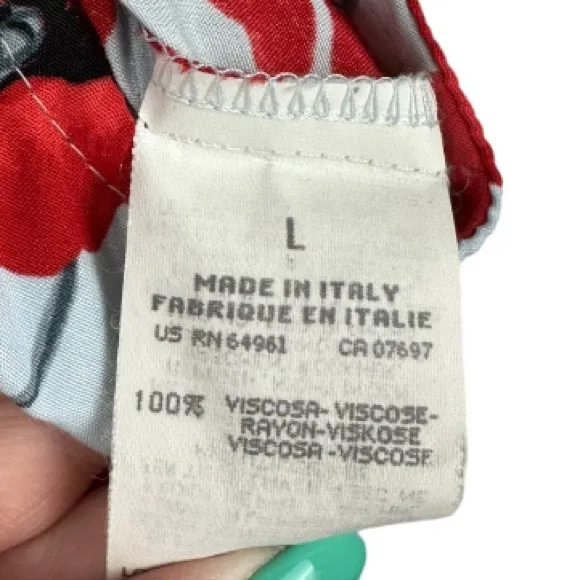 L
MADE IN ITALY
FABRIQUE EN ITALIE
US RN 64961 CA 07697
100% VISCOSA-VISCOSE-
RAYON-VISKOSE
VISCOSA-VISCOSE